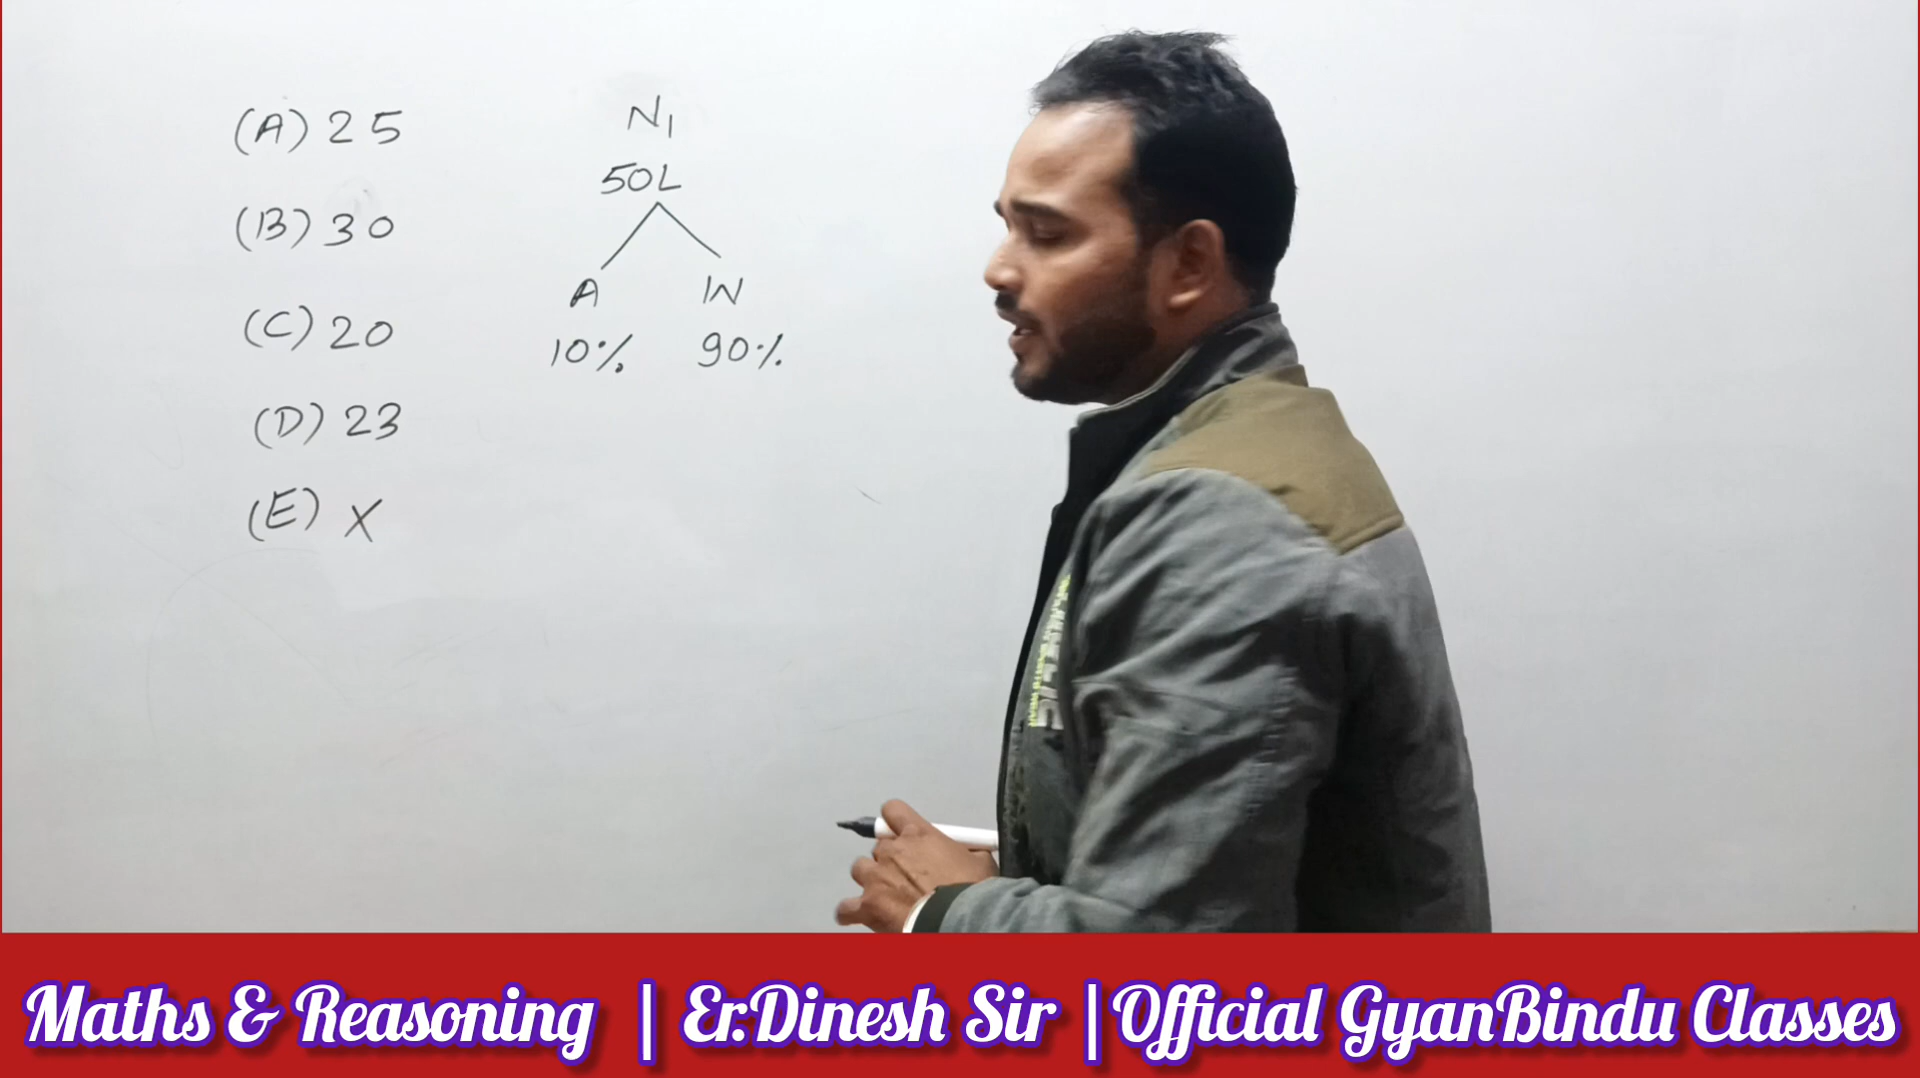 (A) 25
(B) 30
(C) 20
(D) 23
(E) X
N1
50L
A W
10% 90%
Maths & Reasoning | Er.Dinesh Sir | Official GyanBindu Classes